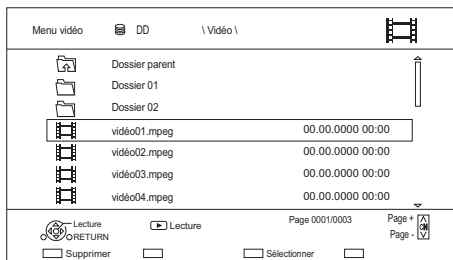 Menu vidéo DD \ Vidéo \
Dossier parent
Dossier 01
Dossier 02
vidéo01.mpeg 00.00.0000 00:00
vidéo02.mpeg 00.00.0000 00:00
vidéo03.mpeg 00.00.0000 00:00
vidéo04.mpeg 00.00.0000 00:00
Lecture Lecture Page 0001/0003 Page +
RETURN Page - CH
Supprimer Sélectionner